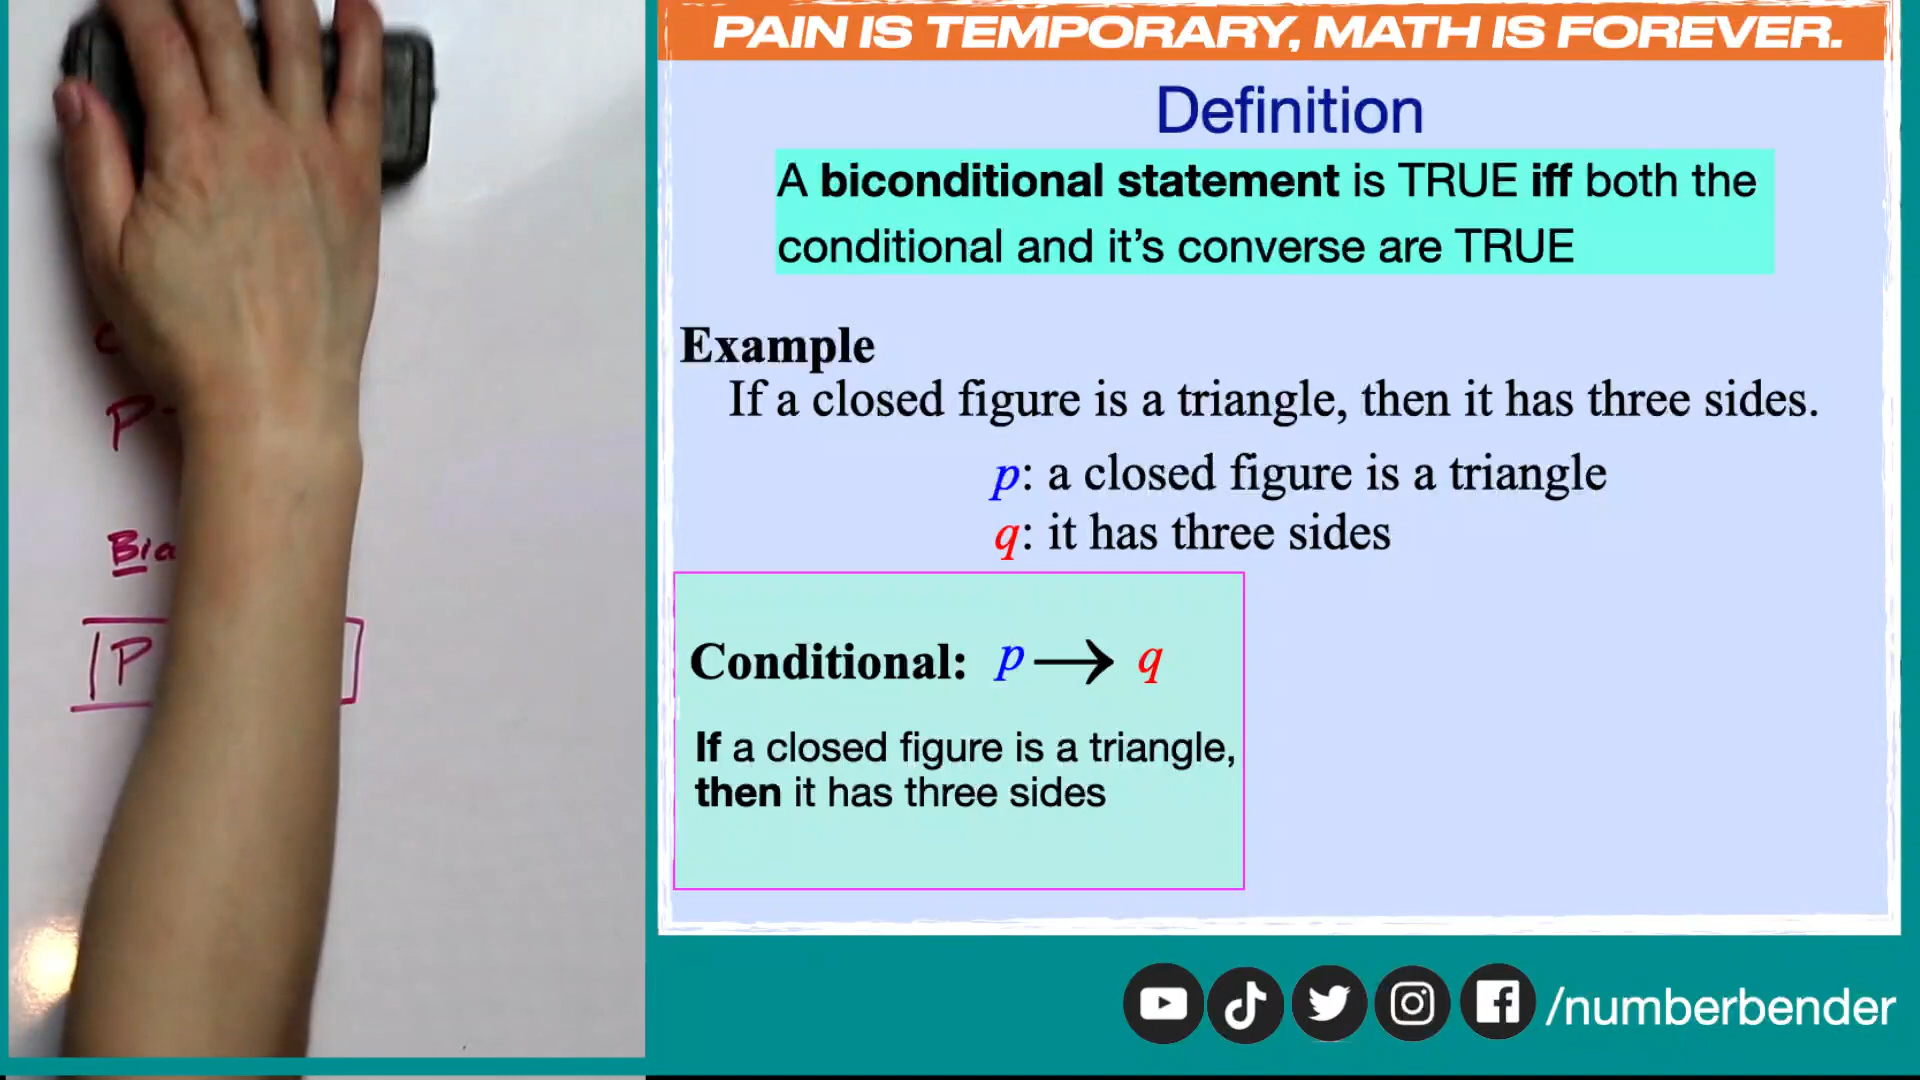 PAIN IS TEMPORARY, MATH IS FOREVER.
Definition
A biconditional statement is TRUE iff both the
conditional and it’s converse are TRUE
Example
If a closed figure is a triangle, then it has three sides.
p: a closed figure is a triangle
q: it has three sides
Conditional: p → q
If a closed figure is a triangle,
then it has three sides
/numberbender
P
P